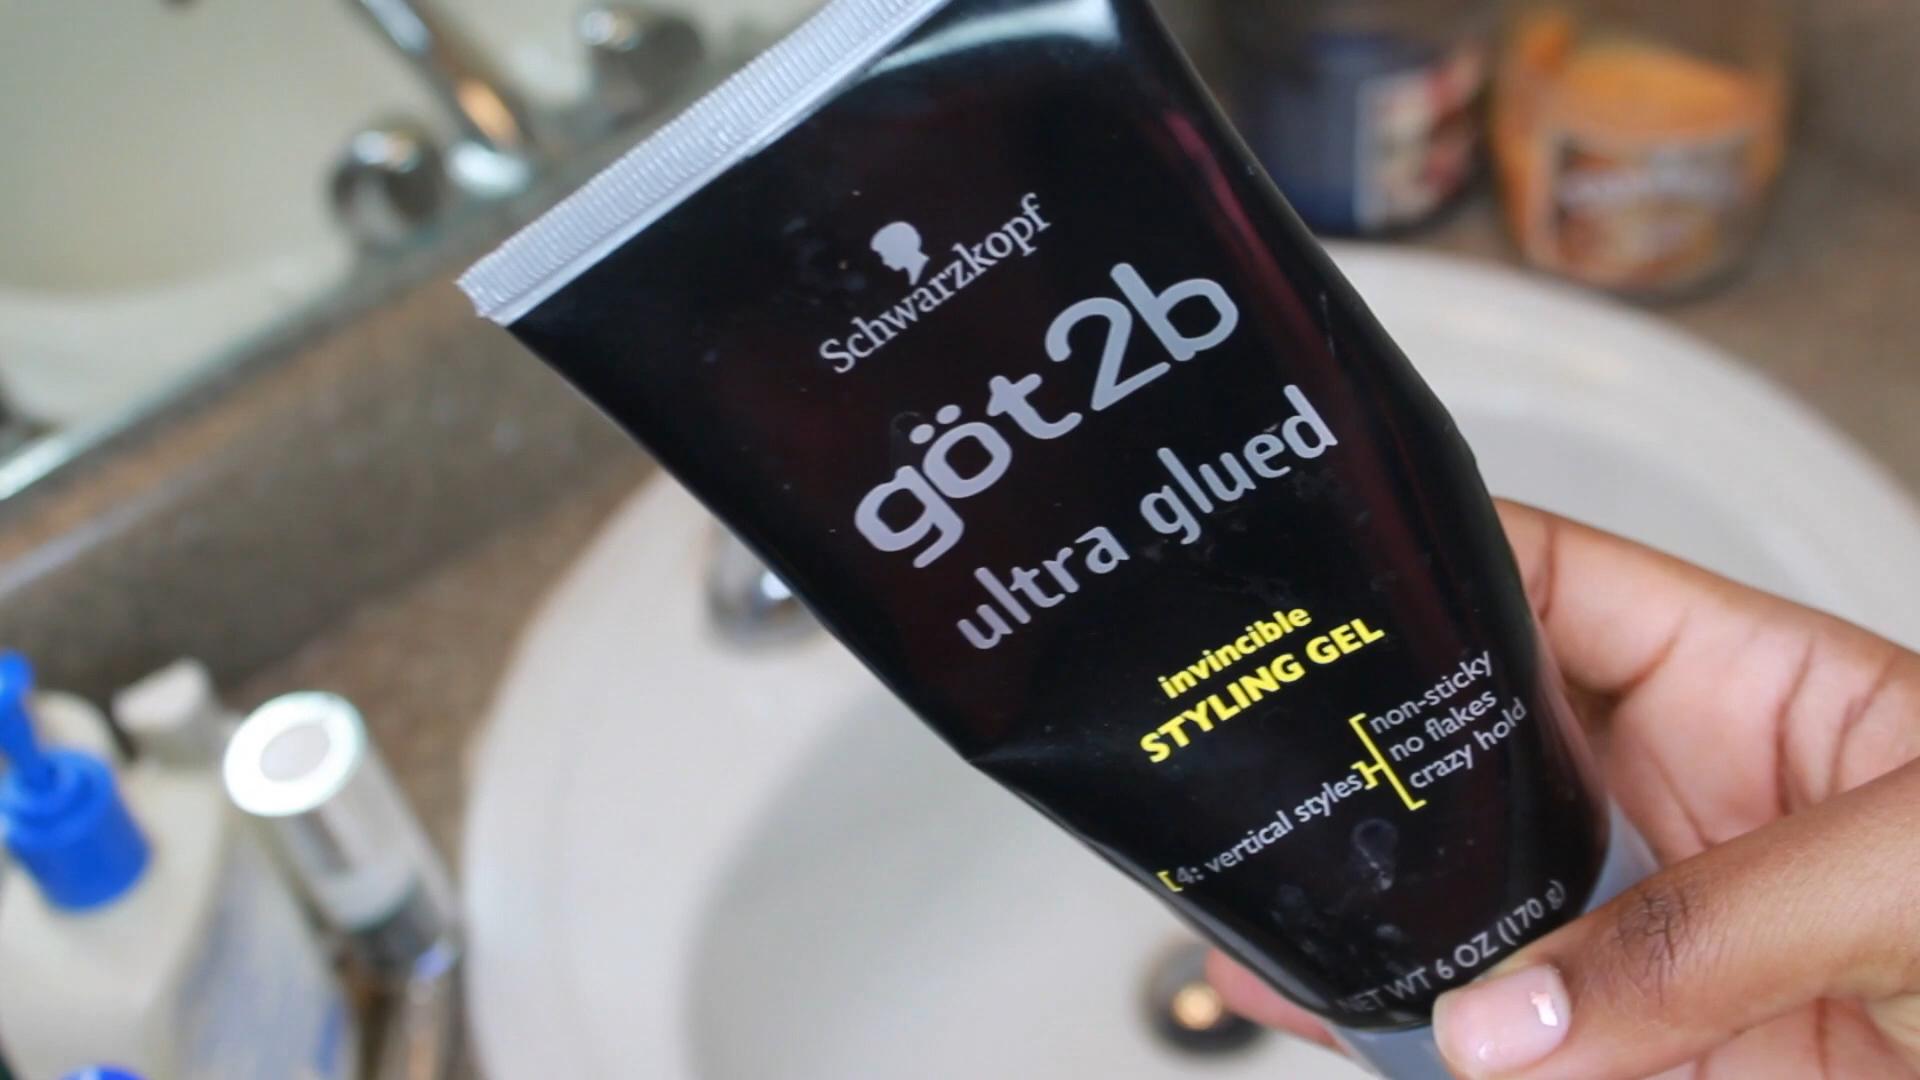 Schwarzkopf
göt2b
ultra glued
invincible
STYLING GEL
[4: vertical styles]
non-sticky
no flakes
crazy hold
NET WT 6 OZ (170 g)